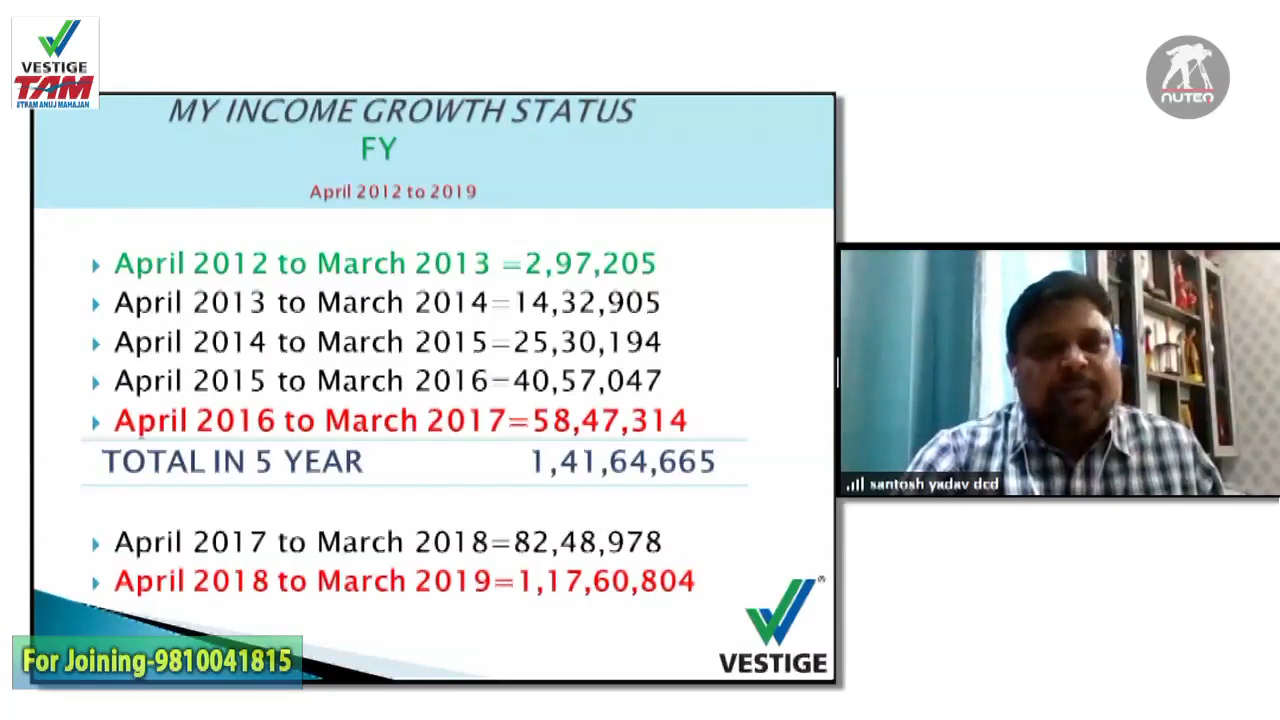 VESTIGE
TAM
#TEAM ANUJ MAHAJAN
NUTEQ
MY INCOME GROWTH STATUS
FY
April 2012 to 2019
April 2012 to March 2013 =2,97,205
April 2013 to March 2014=14,32,905
April 2014 to March 2015=25,30,194
April 2015 to March 2016=40,57,047
April 2016 to March 2017=58,47,314
TOTAL IN 5 YEAR 1,41,64,665
April 2017 to March 2018=82,48,978
April 2018 to March 2019=1,17,60,804
santosh yadav dcd
®
VESTIGE
For Joining-9810041815